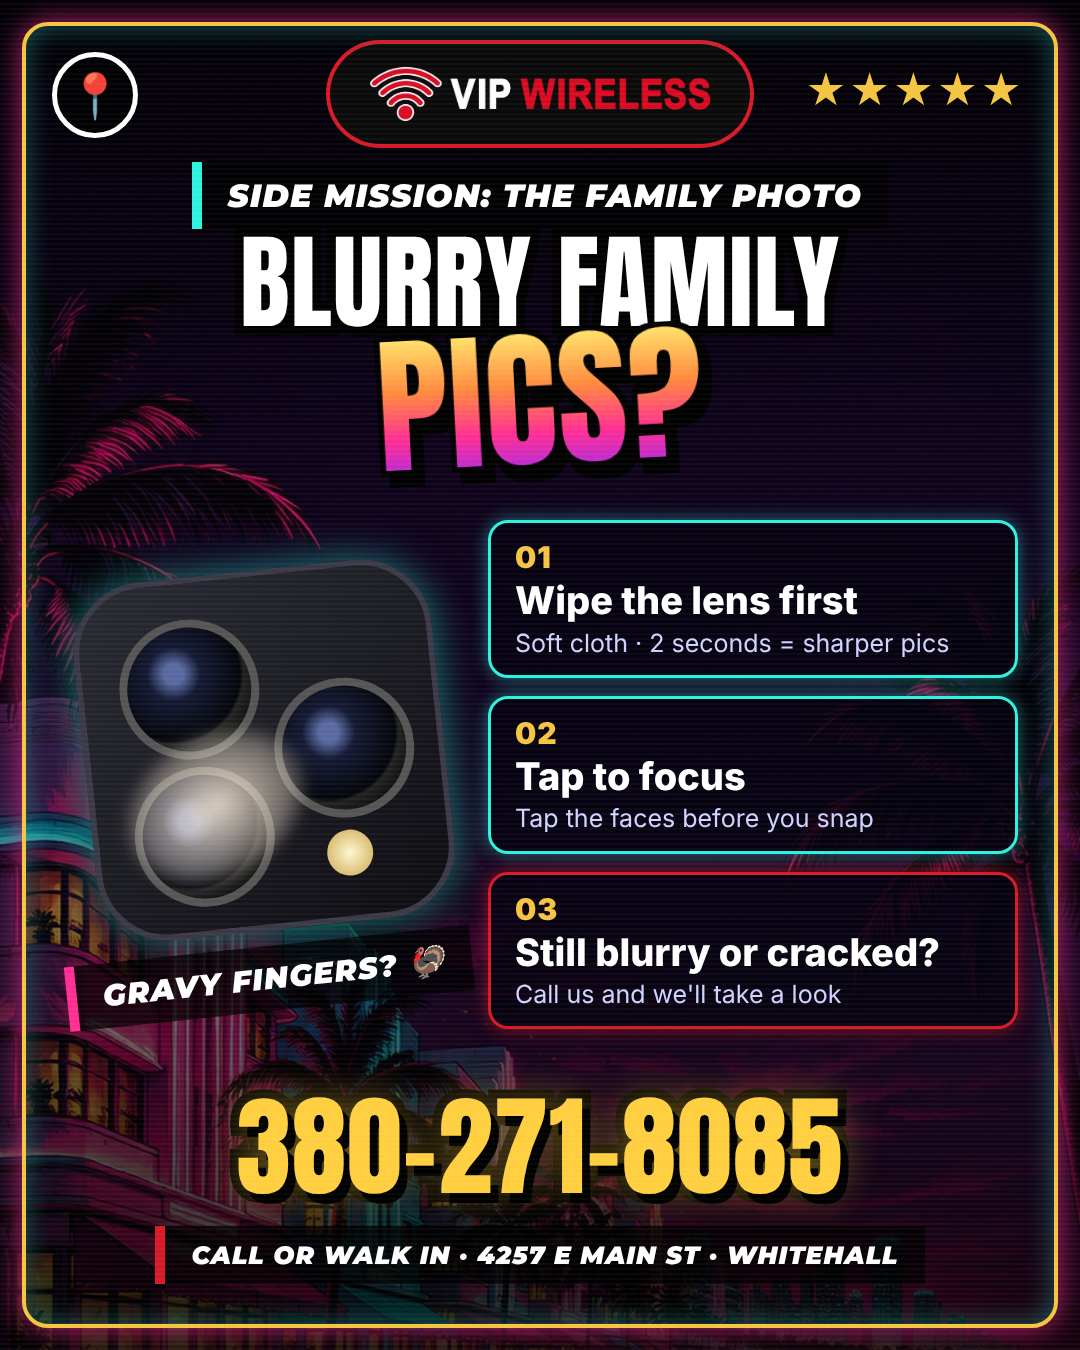 VIP WIRELESS
★★★★★
SIDE MISSION: THE FAMILY PHOTO
BLURRY FAMILY
PICS?
01
Wipe the lens first
Soft cloth · 2 seconds = sharper pics
02
Tap to focus
Tap the faces before you snap
03
Still blurry or cracked?
Call us and we'll take a look
GRAVY FINGERS? 🦃
380-271-8085
CALL OR WALK IN · 4257 E MAIN ST · WHITEHALL